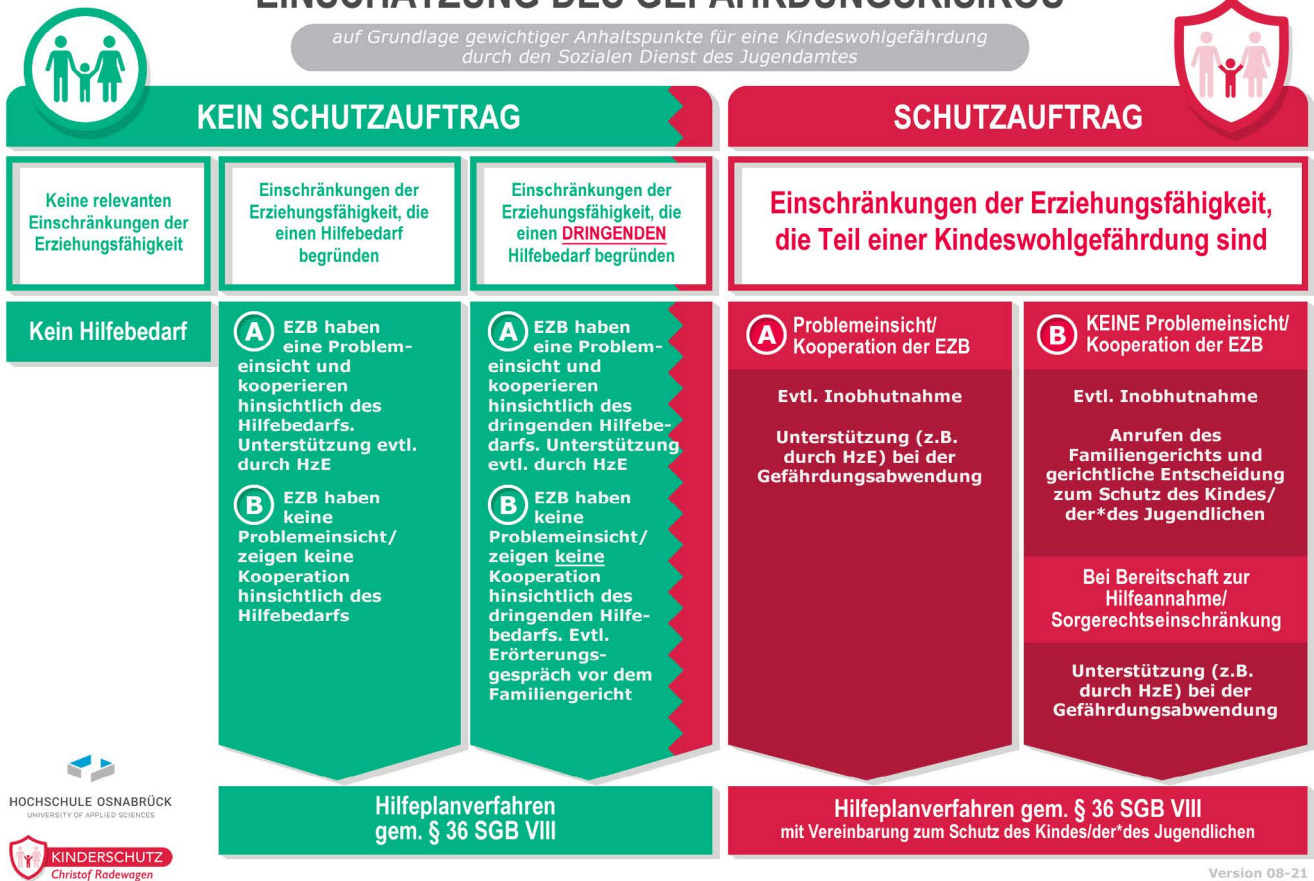 EINSCHÄTZUNG DES GEFÄHRDUNGSRISIKOS
auf Grundlage gewichtiger Anhaltspunkte für eine Kindeswohlgefährdung
durch den Sozialen Dienst des Jugendamtes
KEIN SCHUTZAUFTRAG
SCHUTZAUFTRAG
Keine relevanten
Einschränkungen der
Erziehungsfähigkeit
Einschränkungen der
Erziehungsfähigkeit, die
einen Hilfebedarf
begründen
Einschränkungen der
Erziehungsfähigkeit, die
einen DRINGENDEN
Hilfebedarf begründen
Einschränkungen der Erziehungsfähigkeit,
die Teil einer Kindeswohlgefährdung sind
Kein Hilfebedarf
A EZB haben
eine Problem-
einsicht und
kooperieren
hinsichtlich des
Hilfebedarfs.
Unterstützung evtl.
durch HzE
B EZB haben
keine
Problemeinsicht/
zeigen keine
Kooperation
hinsichtlich des
Hilfebedarfs
A EZB haben
eine Problem-
einsicht und
kooperieren
hinsichtlich des
dringenden Hilfebe-
darfs. Unterstützung
evtl. durch HzE
B EZB haben
keine
Problemeinsicht/
zeigen keine
Kooperation
hinsichtlich des
dringenden Hilfe-
bedarfs. Evtl.
Erörterungs-
gespräch vor dem
Familiengericht
A Problemeinsicht/
Kooperation der EZB
Evtl. Inobhutnahme
Unterstützung (z.B.
durch HzE) bei der
Gefährdungsabwendung
B KEINE Problemeinsicht/
Kooperation der EZB
Evtl. Inobhutnahme
Anrufen des
Familiengerichts und
gerichtliche Entscheidung
zum Schutz des Kindes/
der*des Jugendlichen
Bei Bereitschaft zur
Hilfeannahme/
Sorgerechtseinschränkung
Unterstützung (z.B.
durch HzE) bei der
Gefährdungsabwendung
Hilfeplanverfahren
gem. § 36 SGB VIII
Hilfeplanverfahren gem. § 36 SGB VIII
mit Vereinbarung zum Schutz des Kindes/der*des Jugendlichen
HOCHSCHULE OSNABRÜCK
UNIVERSITY OF APPLIED SCIENCES
KINDERSCHUTZ
Christof Radewagen
Version 08-21